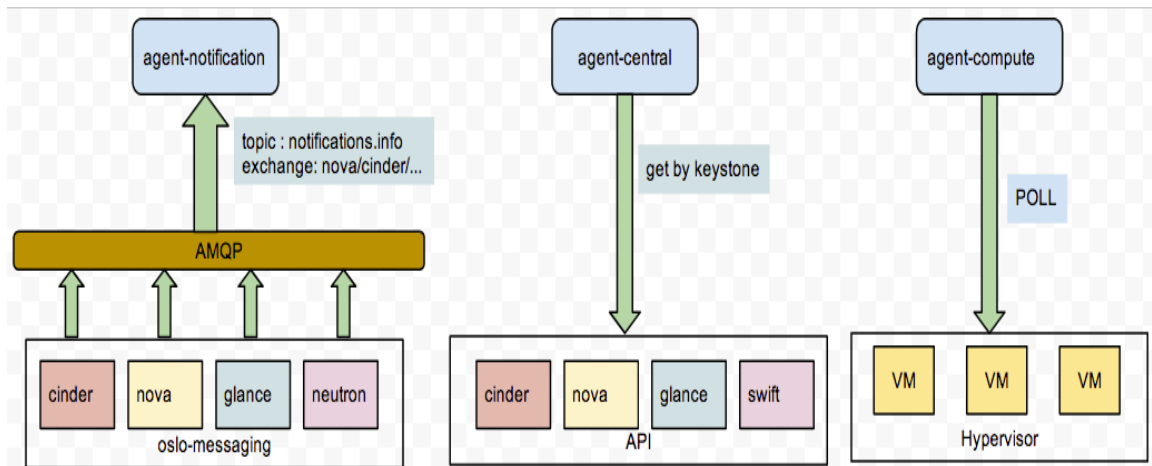 agent-notification
topic : notifications.info
exchange: nova/cinder/...
AMQP
cinder
nova
glance
neutron
oslo-messaging
agent-central
get by keystone
cinder
nova
glance
swift
API
agent-compute
POLL
VM
VM
VM
Hypervisor